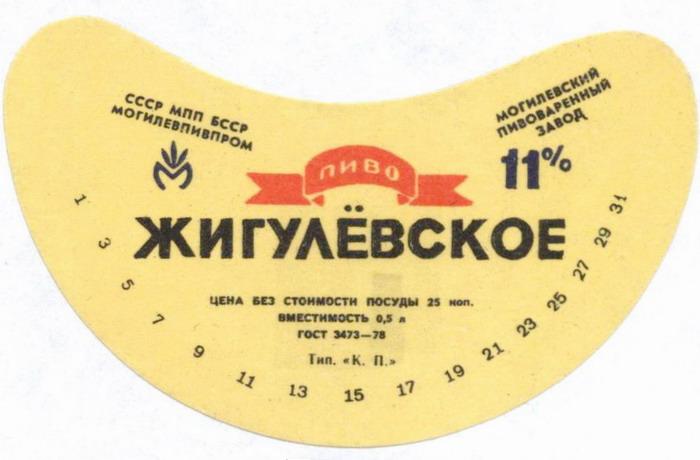 СССР МПП БССР
МОГИЛЕВПИВПРОМ
МОГИЛЕВСКИЙ
ПИВОВАРЕННЫЙ
ЗАВОД
11%
ПИВО
ЖИГУЛЁВСКОЕ
ЦЕНА БЕЗ СТОИМОСТИ ПОСУДЫ 25 коп.
ВМЕСТИМОСТЬ 0,5 л
ГОСТ 3473—78
Тип. «К. П.»
1 3 5 7 9 11 13 15 17 19 21 23 25 27 29 31